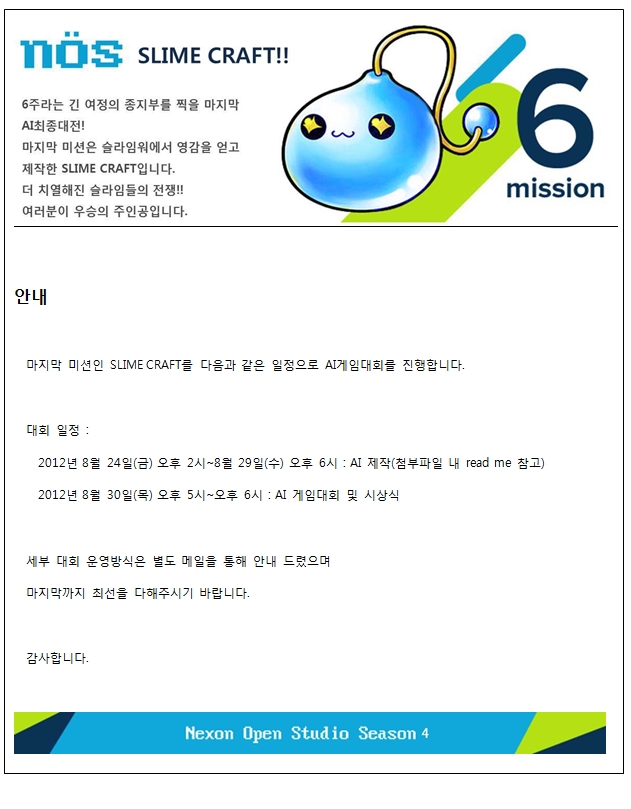 nös SLIME CRAFT!!
6주라는 긴 여정의 종지부를 찍을 마지막
AI최종대전!
마지막 미션은 슬라임워에서 영감을 얻고
제작한 SLIME CRAFT입니다.
더 치열해진 슬라임들의 전쟁!!
여러분이 우승의 주인공입니다.
6
mission
안내
마지막 미션인 SLIME CRAFT를 다음과 같은 일정으로 AI게임대회를 진행합니다.
대회 일정 :
2012년 8월 24일(금) 오후 2시~8월 29일(수) 오후 6시 : AI 제작(첨부파일 내 read me 참고)
2012년 8월 30일(목) 오후 5시~오후 6시 : AI 게임대회 및 시상식
세부 대회 운영방식은 별도 메일을 통해 안내 드렸으며
마지막까지 최선을 다해주시기 바랍니다.
감사합니다.
Nexon Open Studio Season 4